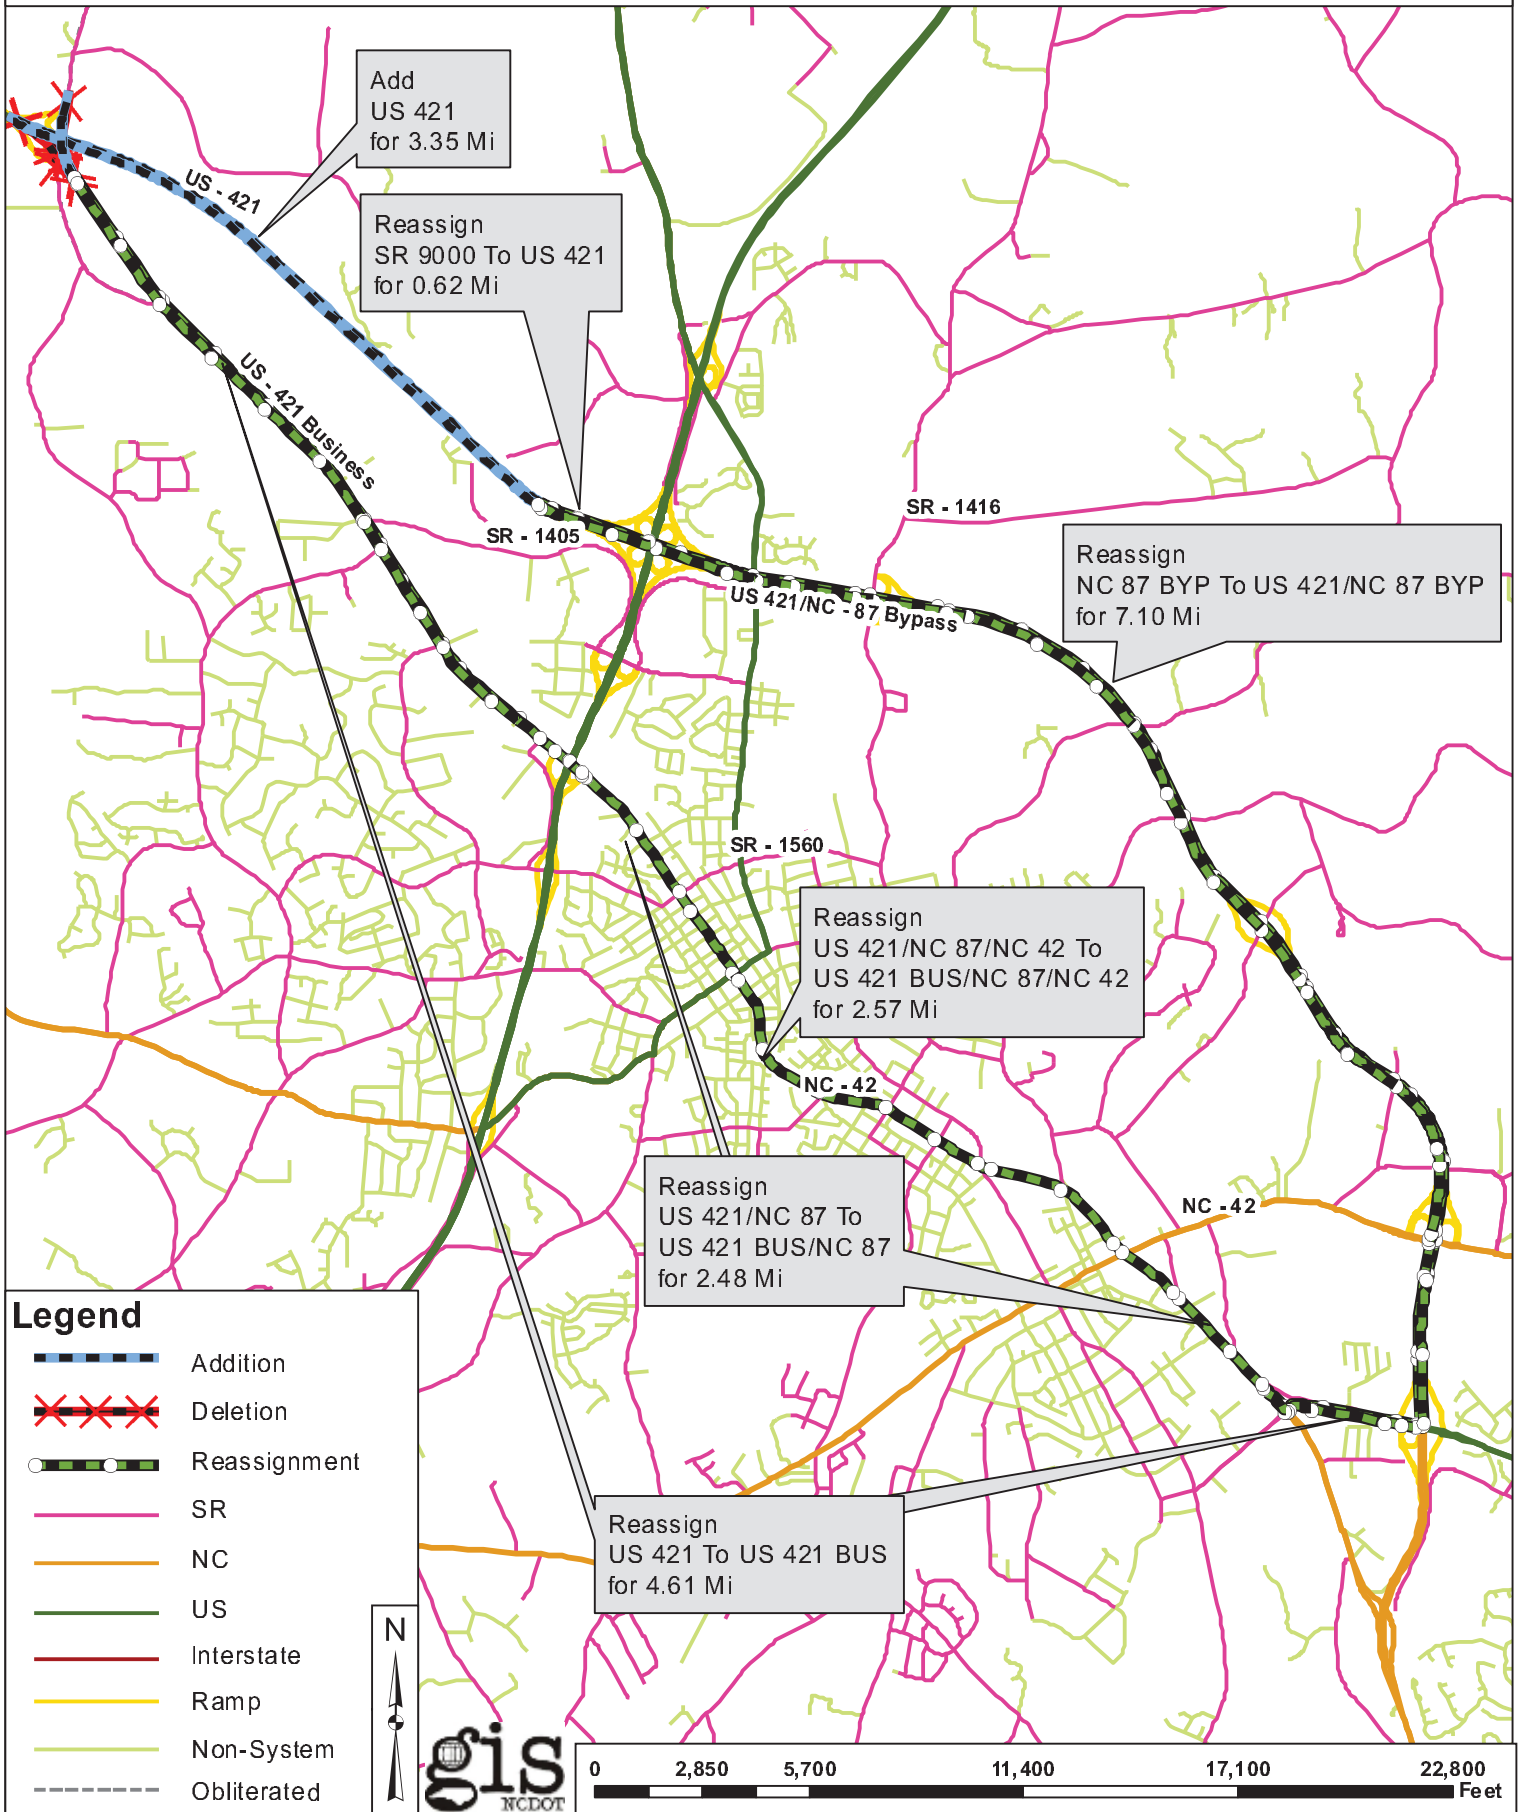 Add
US 421
for 3.35 Mi
US - 421
Reassign
SR 9000 To US 421
for 0.62 Mi
US - 421 Business
SR - 1405
SR - 1416
Reassign
NC 87 BYP To US 421/NC 87 BYP
for 7.10 Mi
US 421/NC - 87 Bypass
SR - 1560
Reassign
US 421/NC 87/NC 42 To
US 421 BUS/NC 87/NC 42
for 2.57 Mi
NC - 42
Reassign
US 421/NC 87 To
US 421 BUS/NC 87
for 2.48 Mi
NC - 42
Reassign
US 421 To US 421 BUS
for 4.61 Mi
Legend
Addition
Deletion
Reassignment
SR
NC
US
Interstate
Ramp
Non-System
Obliterated
N
gis
NCDOT
0 2,850 5,700 11,400 17,100 22,800
Feet